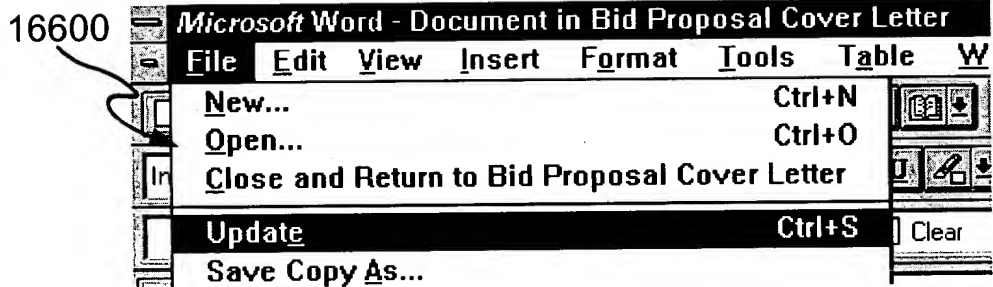 16600
Microsoft Word - Document in Bid Proposal Cover Letter
File Edit View Insert Format Tools Table W
New... Ctrl+N
Open... Ctrl+O
In
Close and Return to Bid Proposal Cover Letter
U
Update Ctrl+S
Clear
Save Copy As...